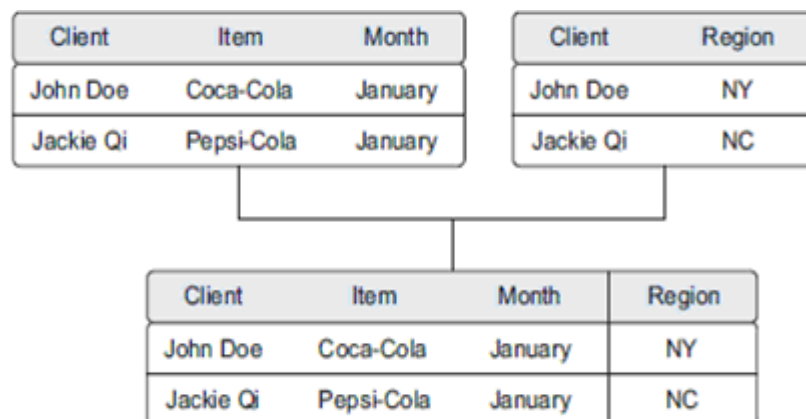 Client Item Month
John Doe Coca-Cola January
Jackie Qi Pepsi-Cola January
Client Region
John Doe NY
Jackie Qi NC
Client Item Month Region
John Doe Coca-Cola January NY
Jackie Qi Pepsi-Cola January NC